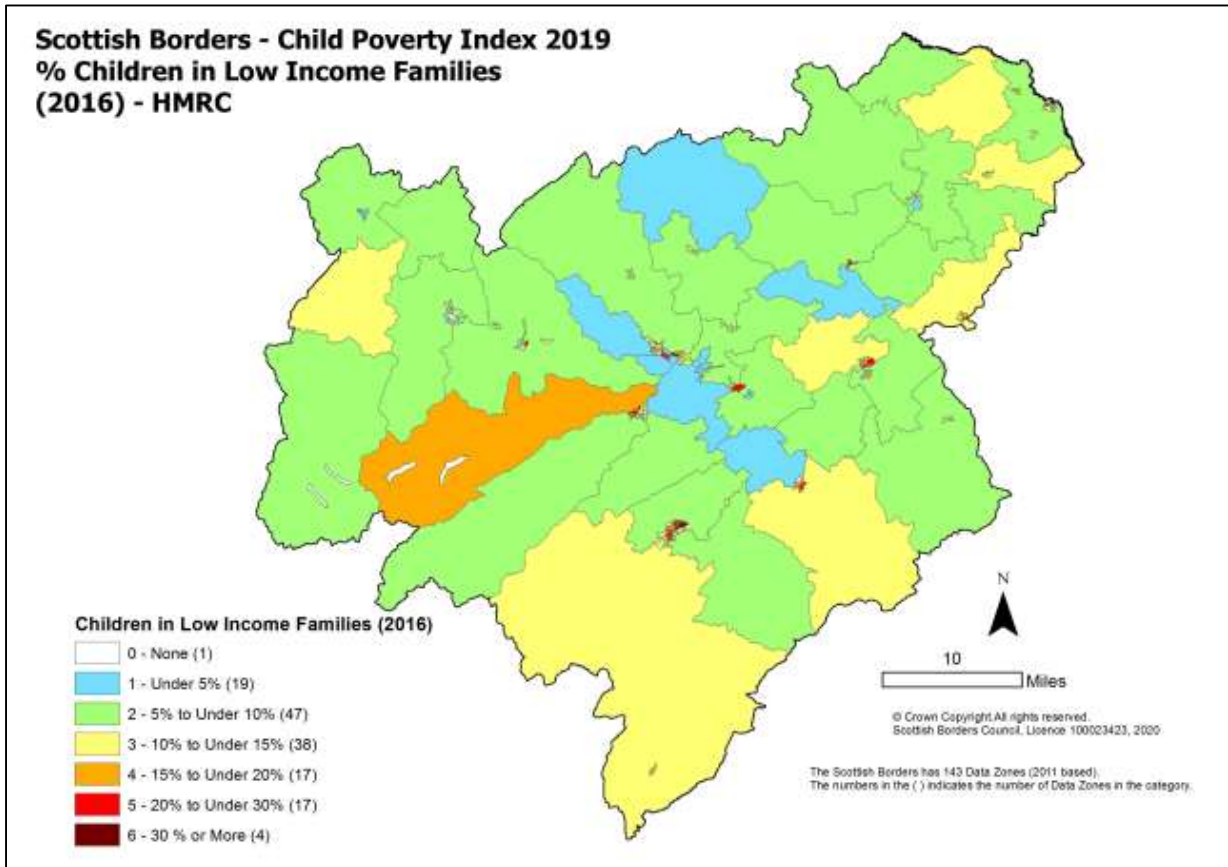 Scottish Borders - Child Poverty Index 2019
% Children in Low Income Families
(2016) - HMRC
Children in Low Income Families (2016)
0 - None (1)
1 - Under 5% (19)
2 - 5% to Under 10% (47)
3 - 10% to Under 15% (38)
4 - 15% to Under 20% (17)
5 - 20% to Under 30% (17)
6 - 30 % or More (4)
N
10
Miles
© Crown Copyright.All rights reserved.
Scottish Borders Council, Licence 100023423, 2020
The Scottish Borders has 143 Data Zones (2011 based).
The numbers in the ( ) indicates the number of Data Zones in the category.